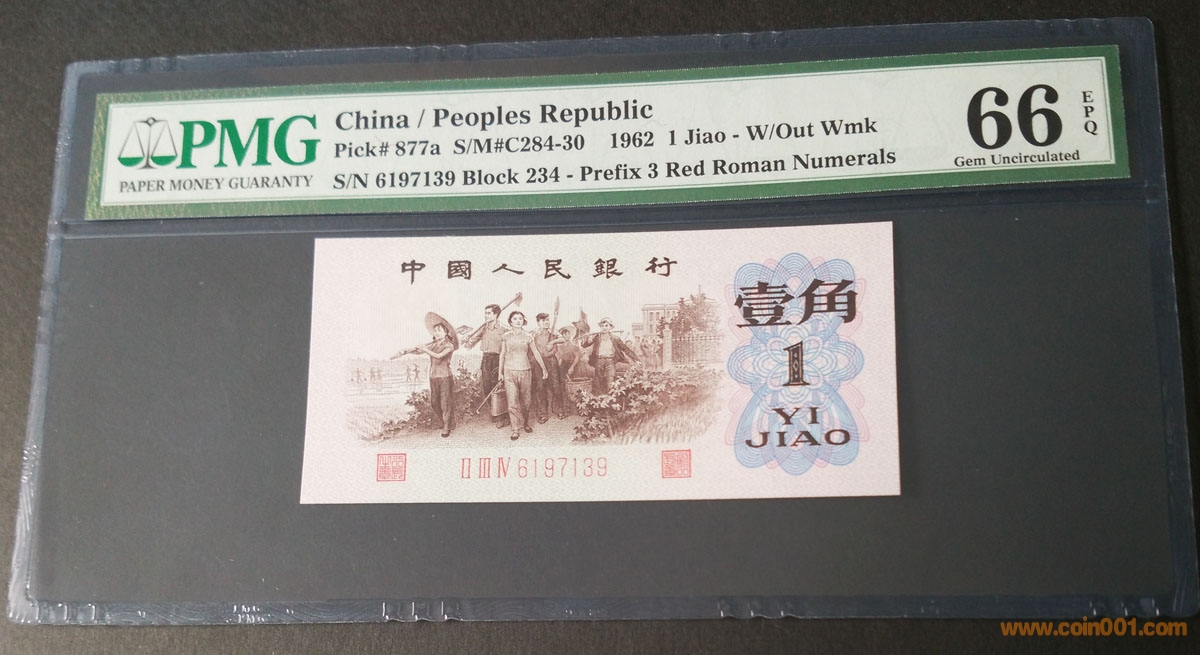 PMG
PAPER MONEY GUARANTY
China / Peoples Republic
Pick# 877a S/M#C284-30 1962 1 Jiao - W/Out Wmk
S/N 6197139 Block 234 - Prefix 3 Red Roman Numerals
66
EPQ
Gem Uncirculated
中國人民銀行
壹角
1
YI
JIAO
II III IV 6197139
www.coin001.com